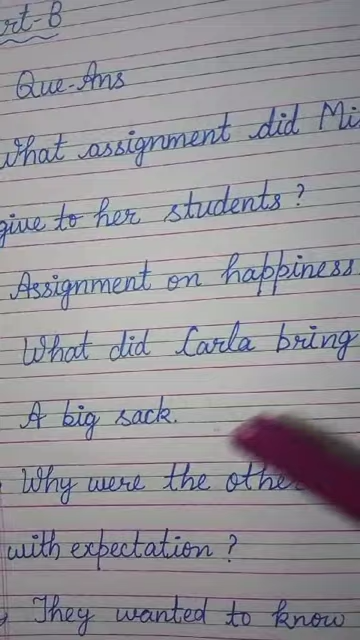 rt-B
Que-Ans
What assignment did Mi
give to her students?
Assignment on happiness
What did Carla bring
A big sack.
Why were the othe
with expectation?
They wanted to know